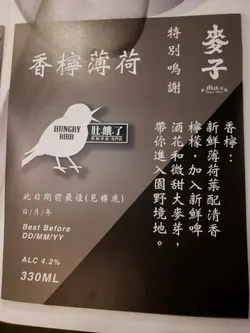 香檸薄荷
HUNGRY
BIRD
肚餓了
此日期前最佳(見樽底)
日/月/年
Best Before
DD/MM/YY
ALC 4.2%
330ML
麥子
Mak's
特別鳴謝
香檸：
新鮮薄荷葉配清香
檸檬，加入新鮮啤
酒花和微甜大麥芽，
帶你進入園野境地。